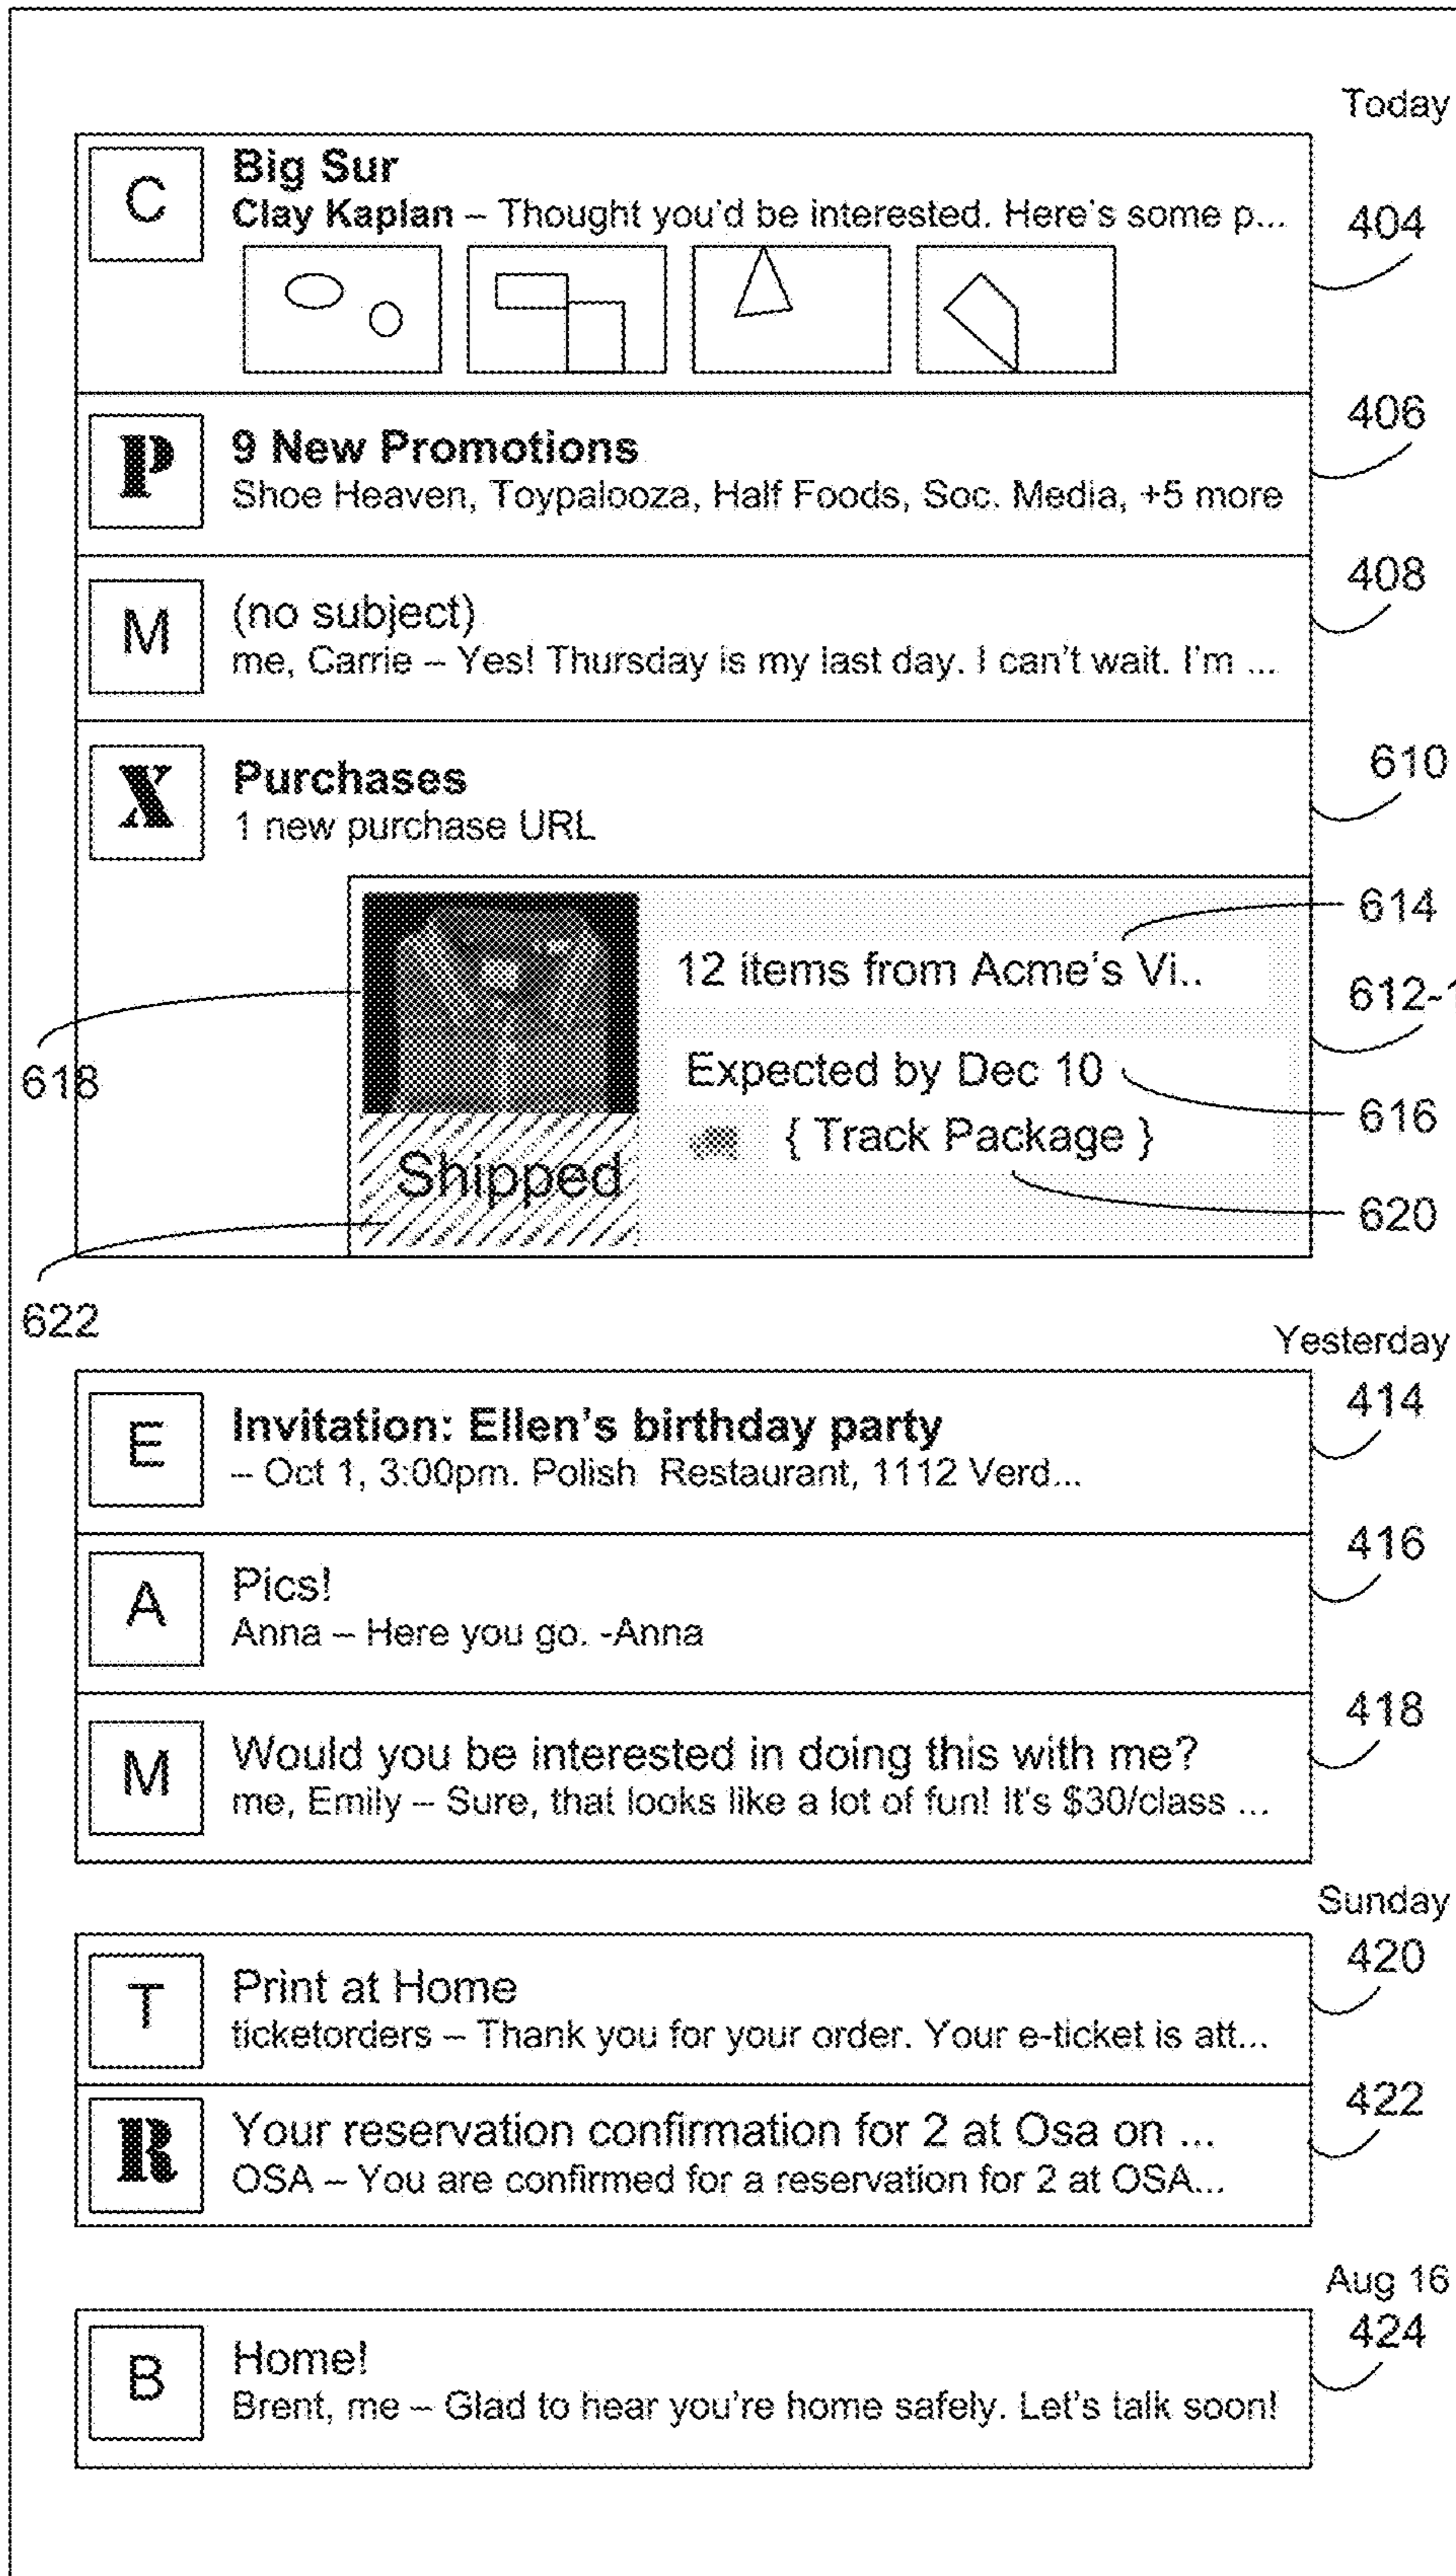 Today
C
Big Sur
Clay Kaplan – Thought you'd be interested. Here's some p...
404
P
9 New Promotions
Shoe Heaven, Toypalooza, Half Foods, Soc. Media, +5 more
406
M
(no subject)
me, Carrie – Yes! Thursday is my last day. I can't wait. I'm ...
408
X
Purchases
1 new purchase URL
610
12 items from Acme's Vi..
614
612-1
618
Expected by Dec 10
616
{ Track Package }
Shipped
620
622
Yesterday
E
Invitation: Ellen's birthday party
– Oct 1, 3:00pm. Polish Restaurant, 1112 Verd...
414
A
Pics!
Anna – Here you go. -Anna
416
M
Would you be interested in doing this with me?
me, Emily – Sure, that looks like a lot of fun! It's $30/class ...
418
Sunday
T
Print at Home
ticketorders – Thank you for your order. Your e-ticket is att...
420
R
Your reservation confirmation for 2 at Osa on ...
OSA – You are confirmed for a reservation for 2 at OSA...
422
Aug 16
B
Home!
Brent, me – Glad to hear you're home safely. Let's talk soon!
424